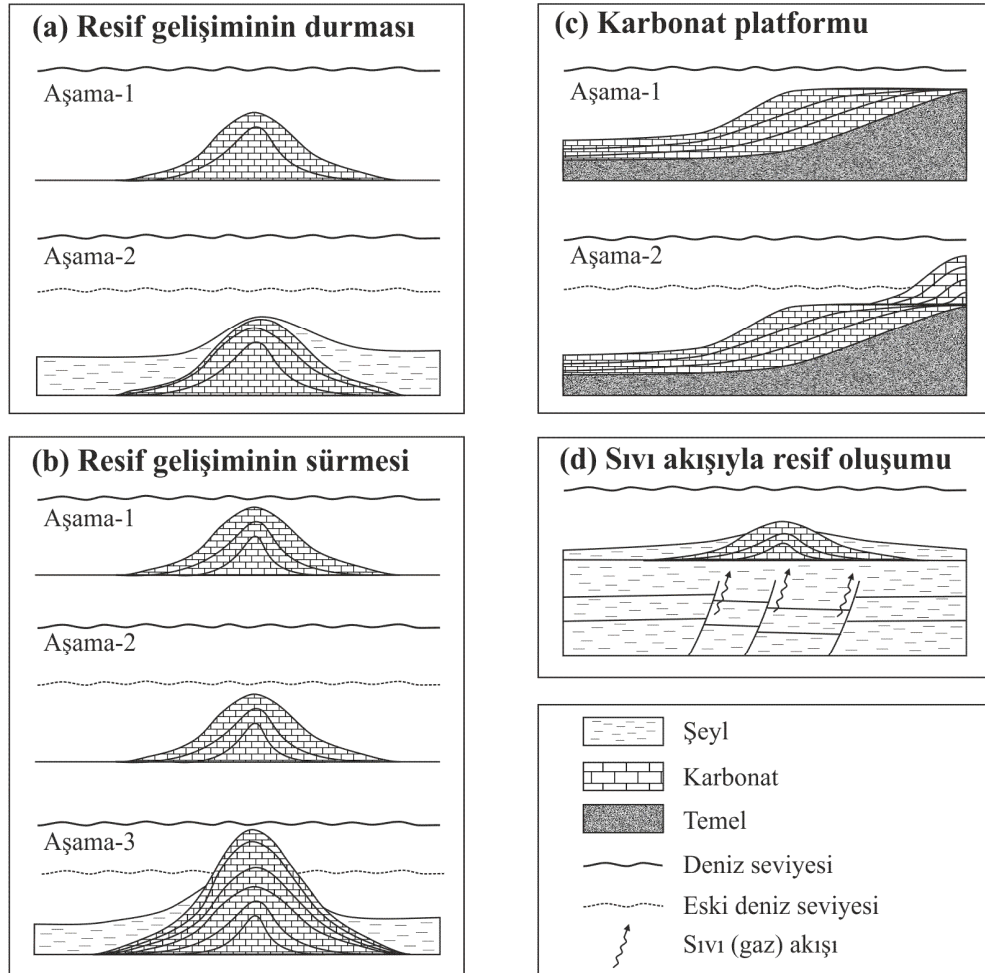 (a) Resif gelişiminin durması
Aşama-1
Aşama-2
(b) Resif gelişiminin sürmesi
Aşama-1
Aşama-2
Aşama-3
(c) Karbonat platformu
Aşama-1
Aşama-2
(d) Sıvı akışıyla resif oluşumu
Şeyl
Karbonat
Temel
Deniz seviyesi
Eski deniz seviyesi
Sıvı (gaz) akışı